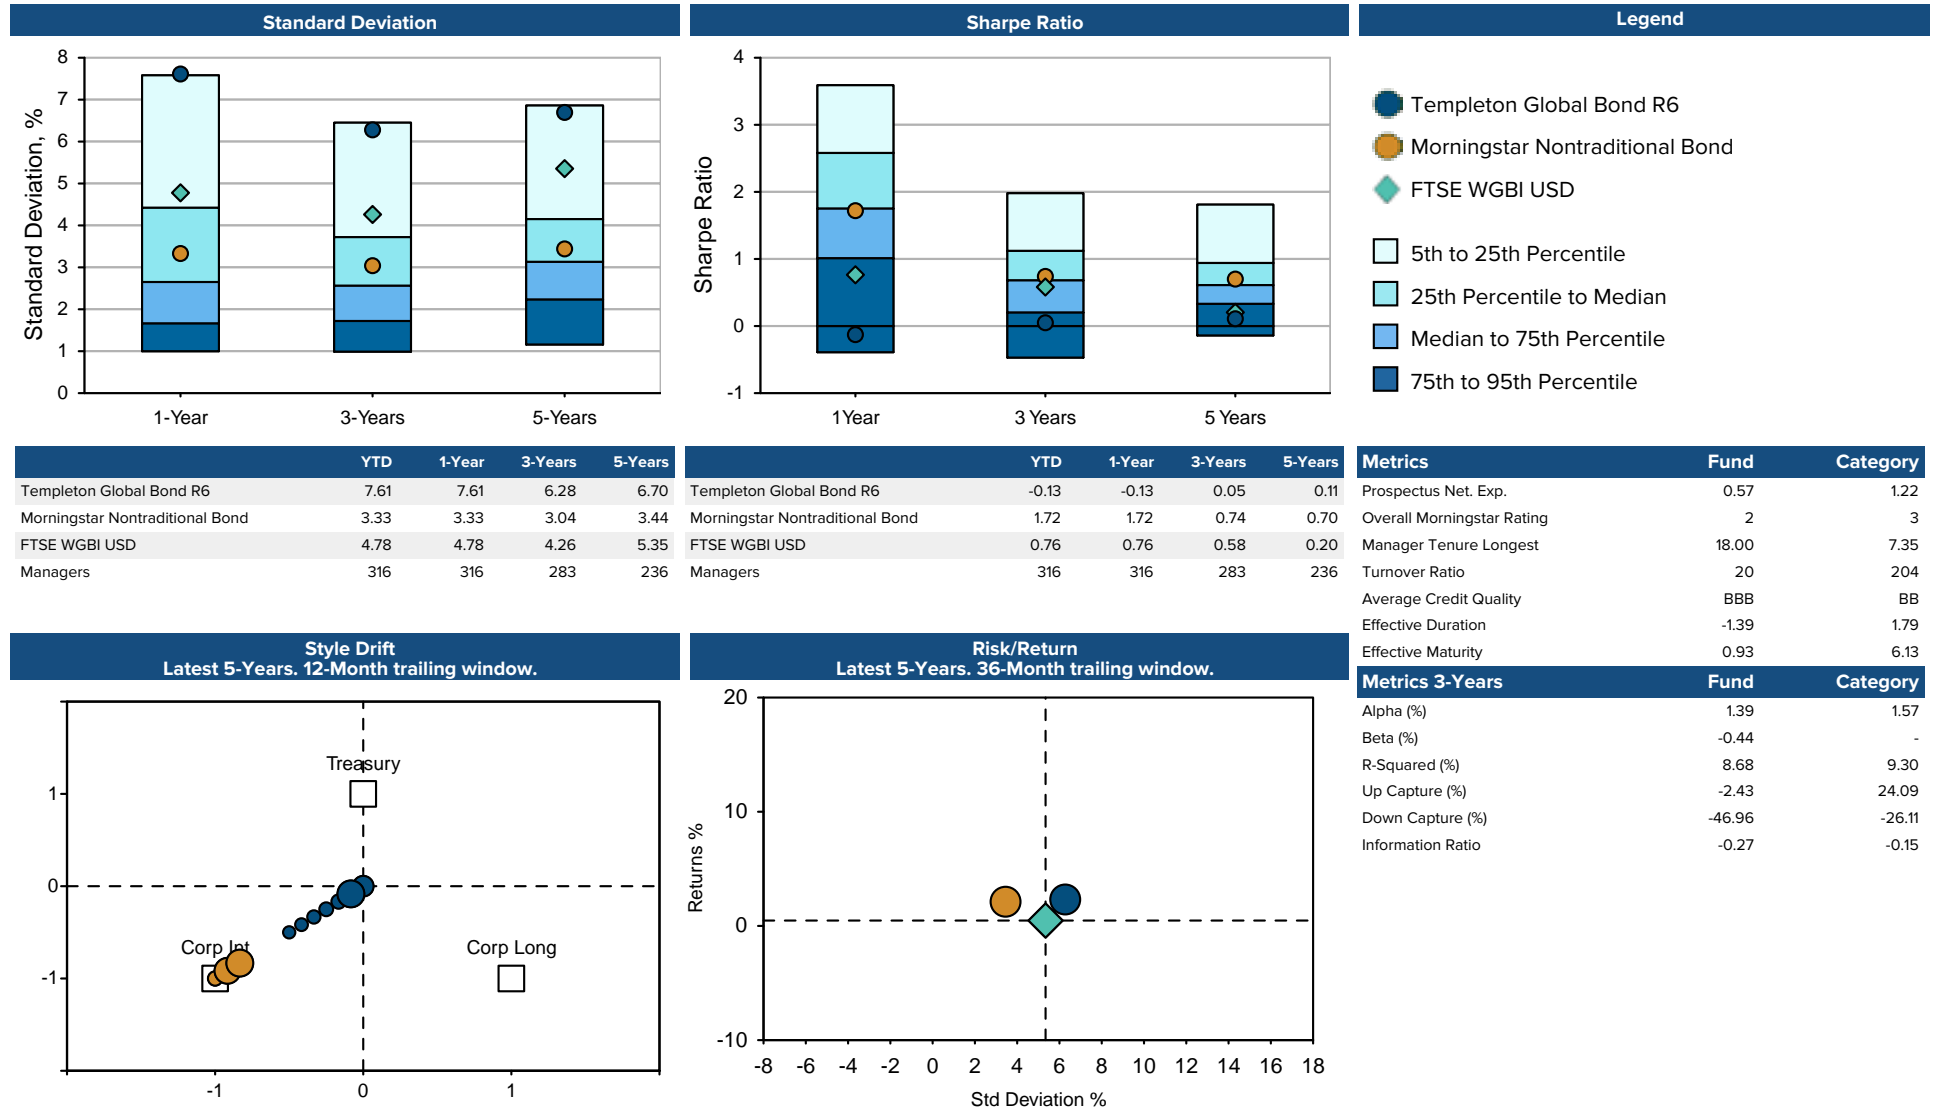 Standard Deviation
8
7
6
5
4
3
2
1
0
Standard Deviation, %
1-Year 3-Years 5-Years
Sharpe Ratio
4
3
2
1
0
-1
Sharpe Ratio
1Year 3 Years 5 Years
Legend
Templeton Global Bond R6
Morningstar Nontraditional Bond
FTSE WGBI USD
5th to 25th Percentile
25th Percentile to Median
Median to 75th Percentile
75th to 95th Percentile
YTD 1-Year 3-Years 5-Years
Templeton Global Bond R6 7.61 7.61 6.28 6.70
Morningstar Nontraditional Bond 3.33 3.33 3.04 3.44
FTSE WGBI USD 4.78 4.78 4.26 5.35
Managers 316 316 283 236
YTD 1-Year 3-Years 5-Years
Templeton Global Bond R6 -0.13 -0.13 0.05 0.11
Morningstar Nontraditional Bond 1.72 1.72 0.74 0.70
FTSE WGBI USD 0.76 0.76 0.58 0.20
Managers 316 316 283 236
Metrics Fund Category
Prospectus Net. Exp. 0.57 1.22
Overall Morningstar Rating 2 3
Manager Tenure Longest 18.00 7.35
Turnover Ratio 20 204
Average Credit Quality BBB BB
Effective Duration -1.39 1.79
Effective Maturity 0.93 6.13
Metrics 3-Years Fund Category
Alpha (%) 1.39 1.57
Beta (%) -0.44 -
R-Squared (%) 8.68 9.30
Up Capture (%) -2.43 24.09
Down Capture (%) -46.96 -26.11
Information Ratio -0.27 -0.15
Style Drift
Latest 5-Years. 12-Month trailing window.
Treasury
1
0
Corp Int Corp Long
-1
-1 0 1
Risk/Return
Latest 5-Years. 36-Month trailing window.
20
10
0
-10
Returns %
-8 -6 -4 -2 0 2 4 6 8 10 12 14 16 18
Std Deviation %